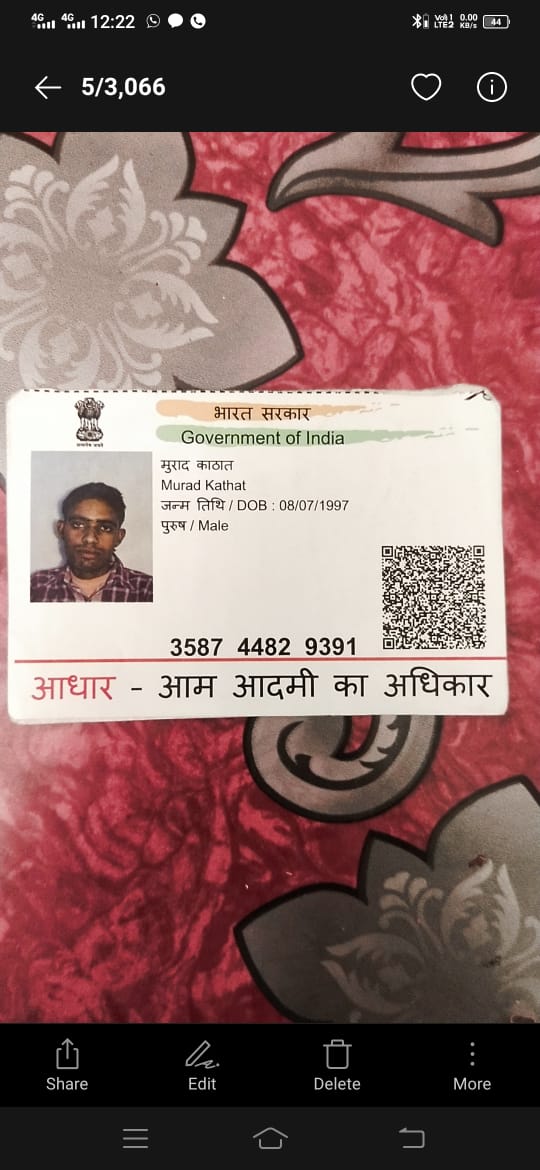 4G 4G 12:22 Vo) 1 LTE2 0.00 KB/s 44
5/3,066
भारत सरकार
Government of India
मुराद काठात
Murad Kathat
जन्म तिथि / DOB : 08/07/1997
पुरुष / Male
3587 4482 9391
आधार - आम आदमी का अधिकार
Share Edit Delete More